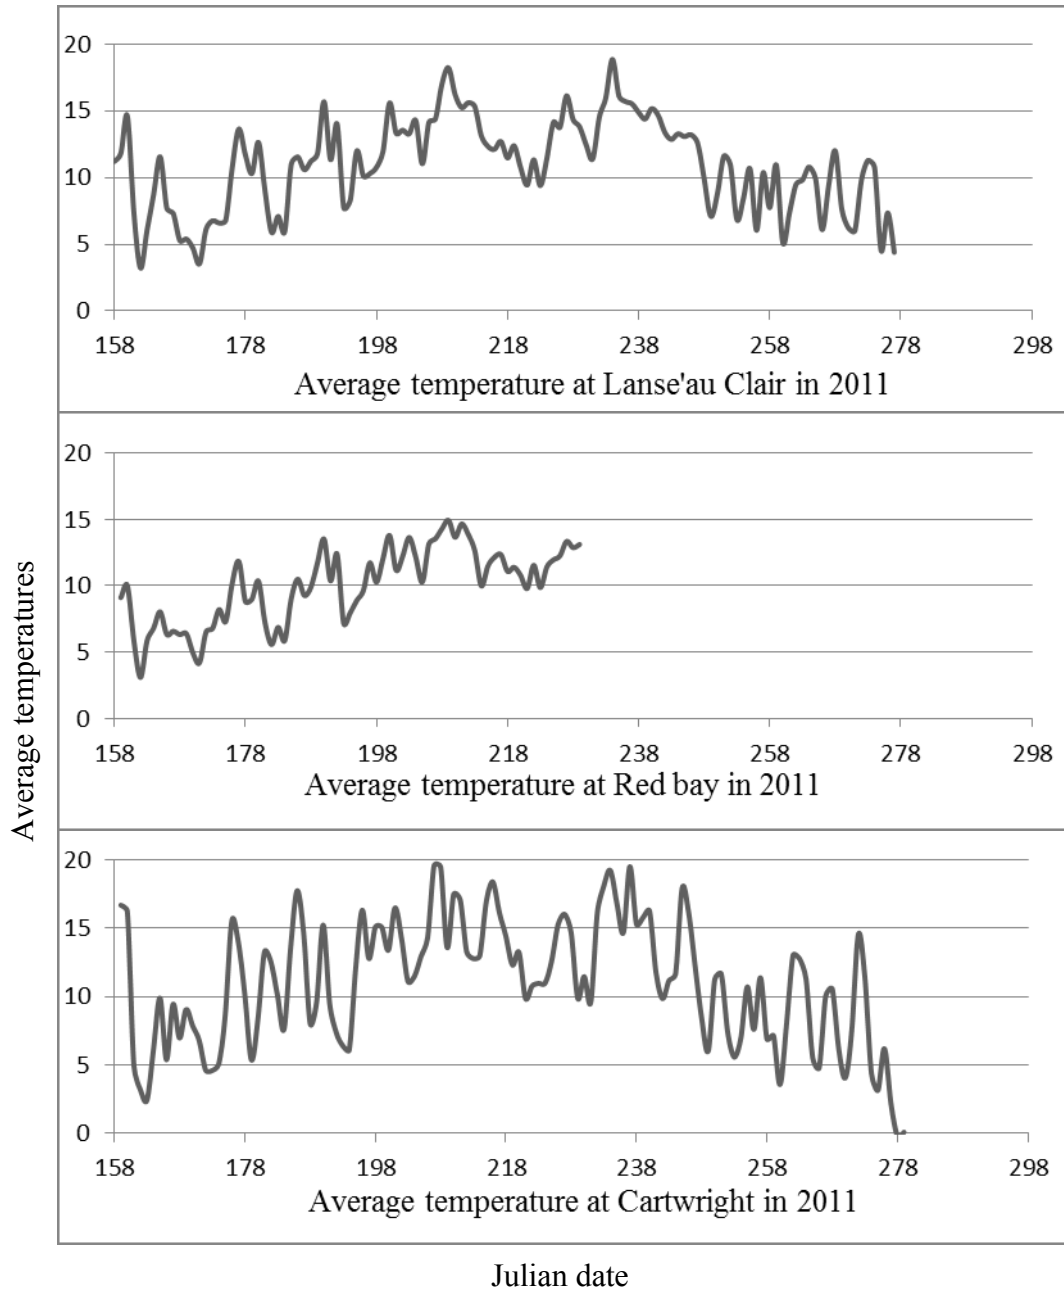 20
15
10
5
0
158 178 198 218 238 258 278 298
Average temperature at Lanse'au Clair in 2011
20
15
10
5
0
158 178 198 218 238 258 278 298
Average temperature at Red bay in 2011
Average temperatures
20
15
10
5
0
158 178 198 218 238 258 278 298
Average temperature at Cartwright in 2011
Julian date